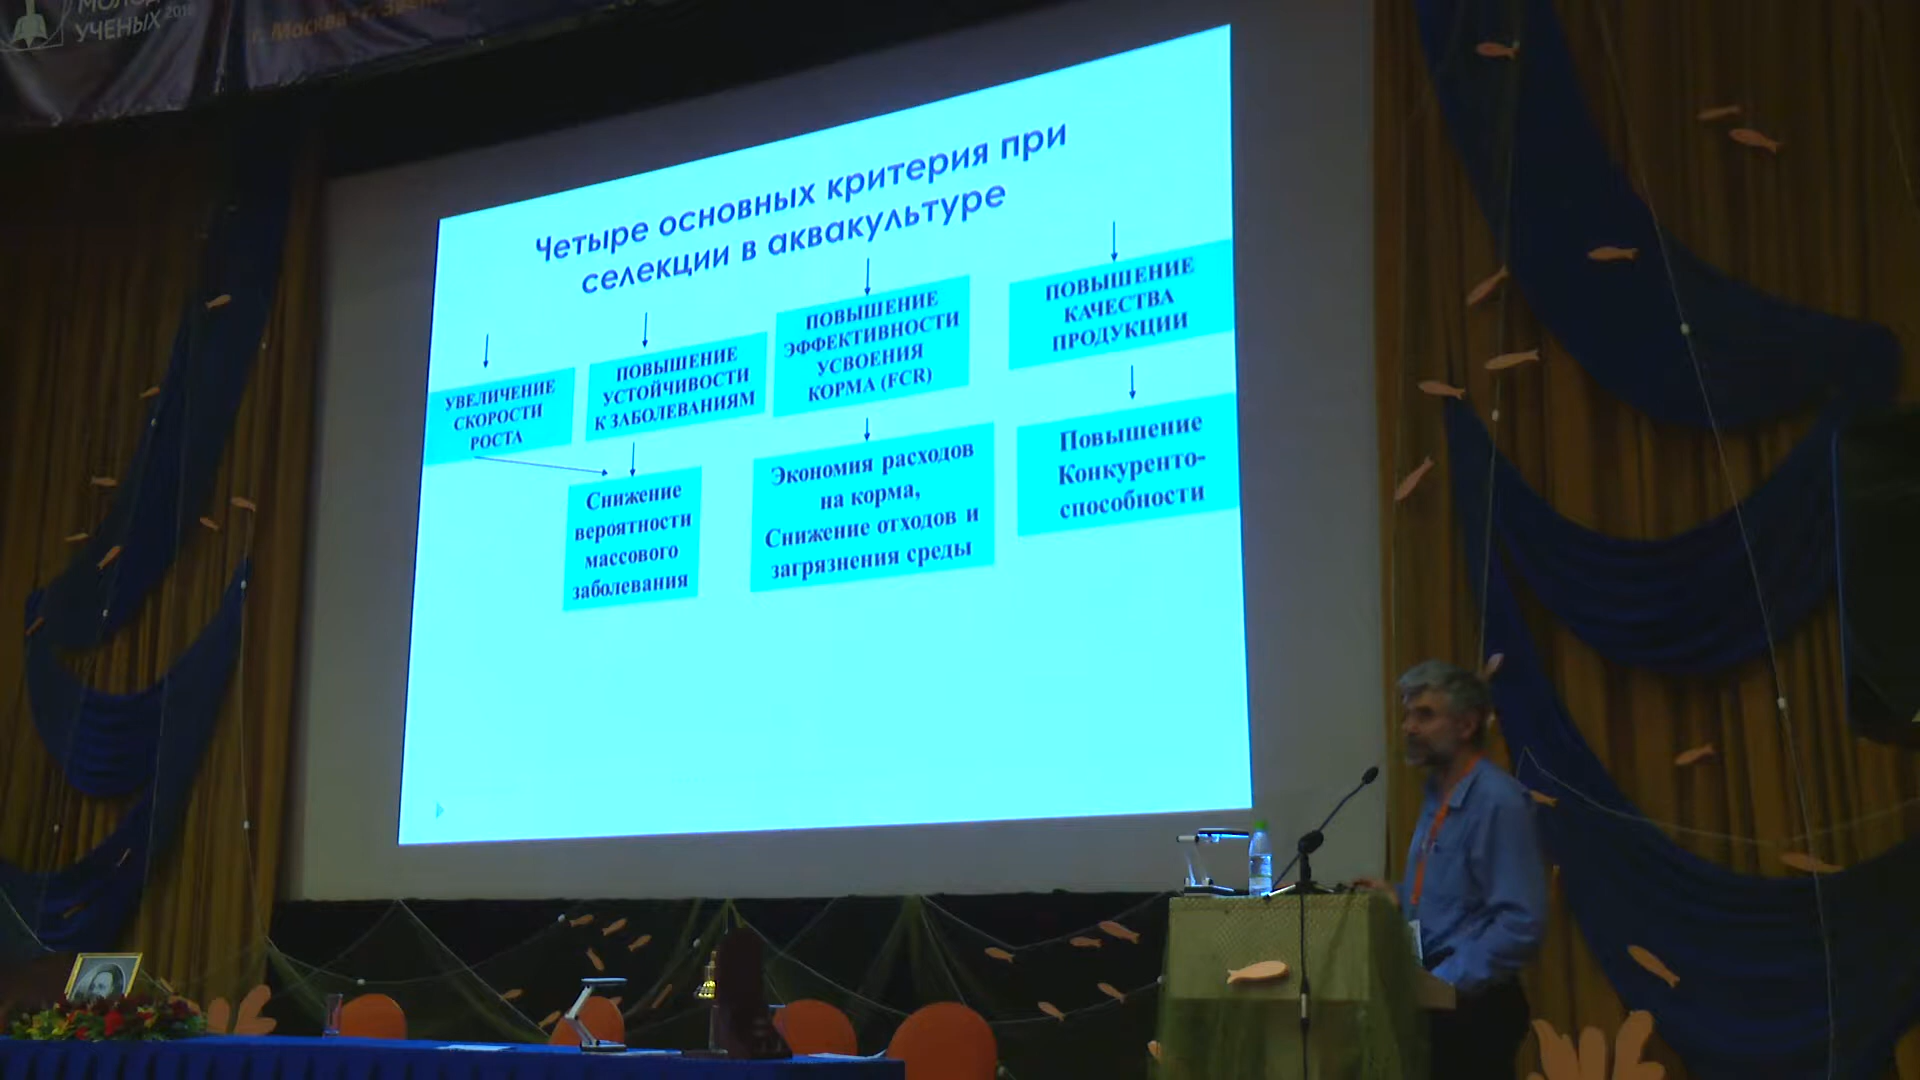 УЧЕНЫХ 2016
г. Москва - г.
Четыре основных критерия при
селекции в аквакультуре
УВЕЛИЧЕНИЕ
СКОРОСТИ
РОСТА
ПОВЫШЕНИЕ
УСТОЙЧИВОСТИ
К ЗАБОЛЕВАНИЯМ
ПОВЫШЕНИЕ
ЭФФЕКТИВНОСТИ
УСВОЕНИЯ
КОРМА (FCR)
ПОВЫШЕНИЕ
КАЧЕСТВА
ПРОДУКЦИИ
Снижение
вероятности
массового
заболевания
Экономия расходов
на корма,
Снижение отходов и
загрязнения среды
Повышение
Конкуренто-
способности